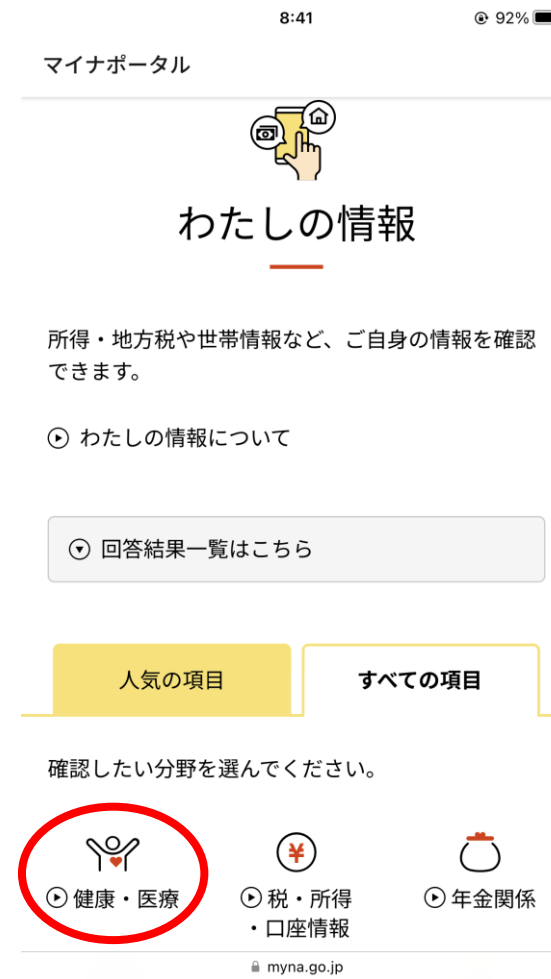 8:41
92%
マイナポータル
わたしの情報
所得・地方税や世帯情報など、ご自身の情報を確認
できます。
わたしの情報について
回答結果一覧はこちら
人気の項目
すべての項目
確認したい分野を選んでください。
¥
健康・医療
税・所得
・口座情報
年金関係
myna.go.jp